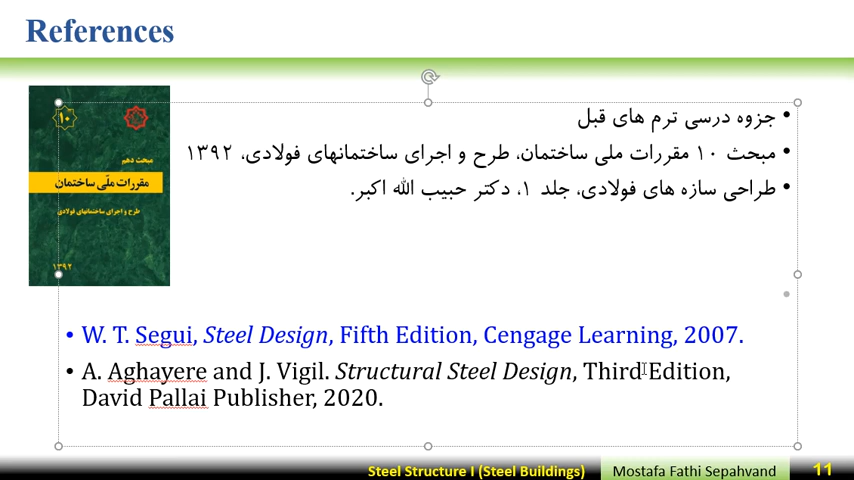 References
• جزوه درسی ترم های قبل
• مبحث ۱۰ مقررات ملی ساختمان، طرح و اجرای ساختمانهای فولادی، ۱۳۹۲
• طراحی سازه های فولادی، جلد ۱، دکتر حبیب الله اکبر.
۱۰
مبحث دهم
مقررات ملّی ساختمان
طرح و اجرای ساختمانهای فولادی
۱۳۹۲
• W. T. Segui, Steel Design, Fifth Edition, Cengage Learning, 2007.
• A. Aghayere and J. Vigil. Structural Steel Design, Third Edition,
David Pallai Publisher, 2020.
Steel Structure I (Steel Buildings)
Mostafa Fathi Sepahvand
11